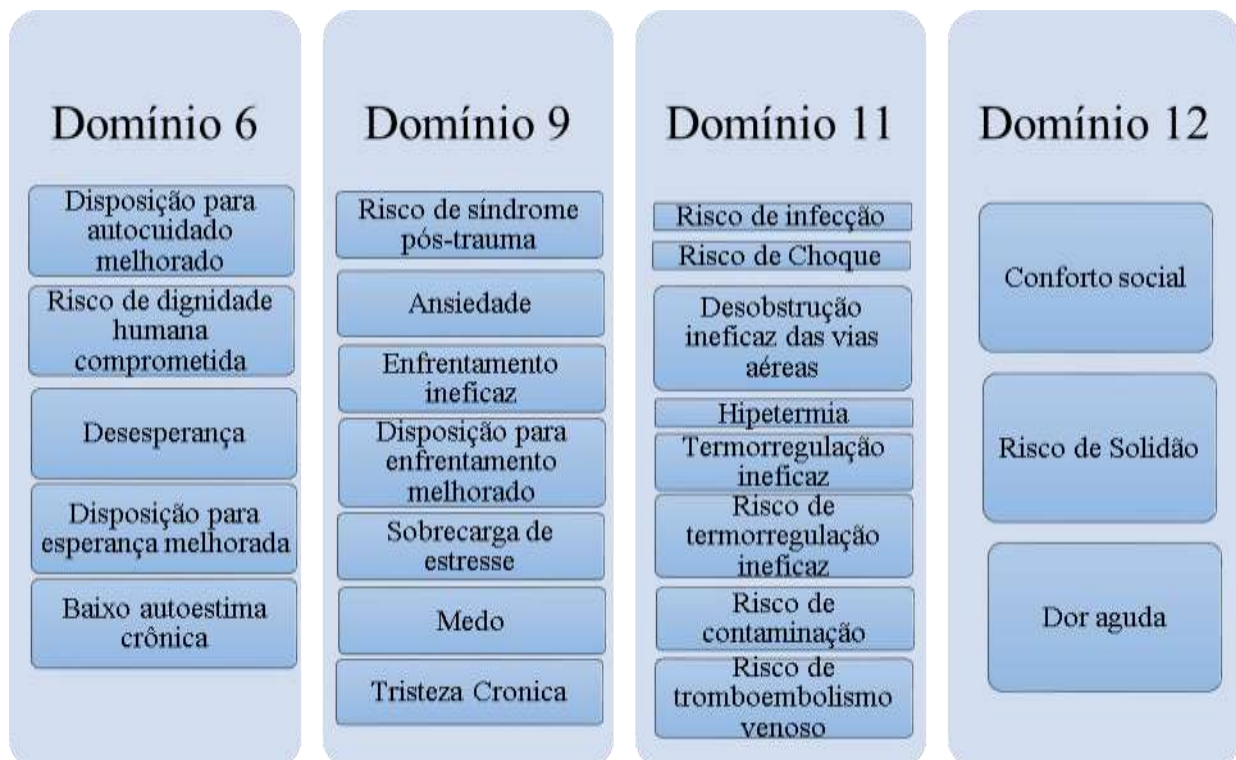 Domínio 6
Disposição para
autocuidado
melhorado
Risco de dignidade
humana
comprometida
Desesperança
Disposição para
esperança melhorada
Baixo autoestima
crônica
Domínio 9
Risco de síndrome
pós-trauma
Ansiedade
Enfrentamento
ineficaz
Disposição para
enfrentamento
melhorado
Sobrecarga de
estresse
Medo
Tristeza Cronica
Domínio 11
Risco de infecção
Risco de Choque
Desobstrução
ineficaz das vias
aéreas
Hipetermia
Termorregulação
ineficaz
Risco de
termorregulação
ineficaz
Risco de
contaminação
Risco de
tromboembolismo
venoso
Domínio 12
Conforto social
Risco de Solidão
Dor aguda